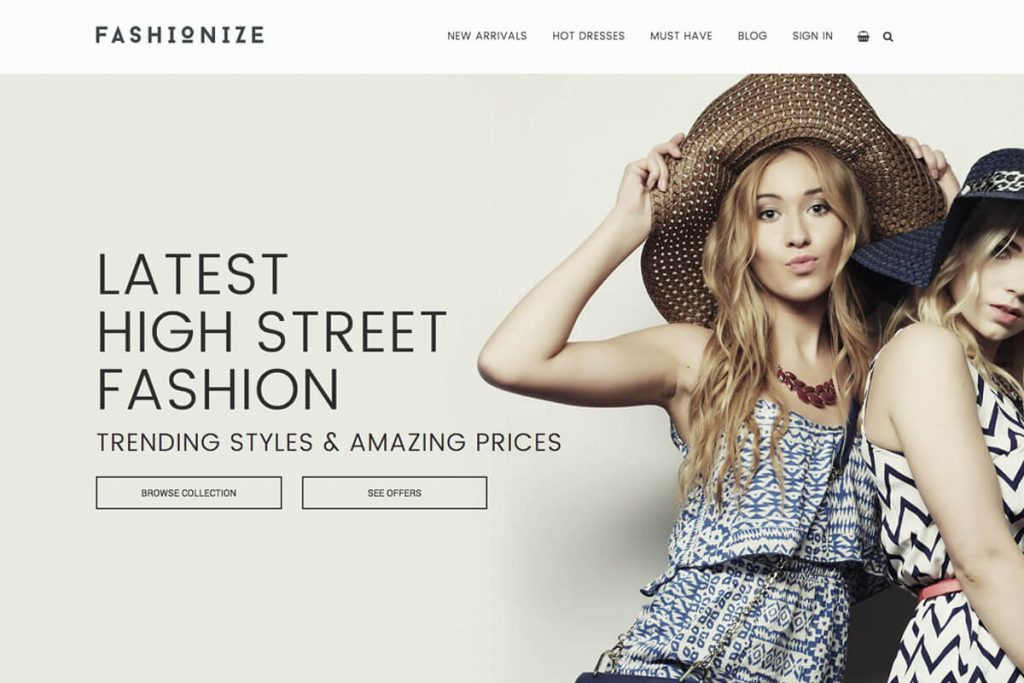 FASHIONIZE
NEW ARRIVALS HOT DRESSES MUST HAVE BLOG SIGN IN
LATEST
HIGH STREET
FASHION
TRENDING STYLES & AMAZING PRICES
BROWSE COLLECTION SEE OFFERS